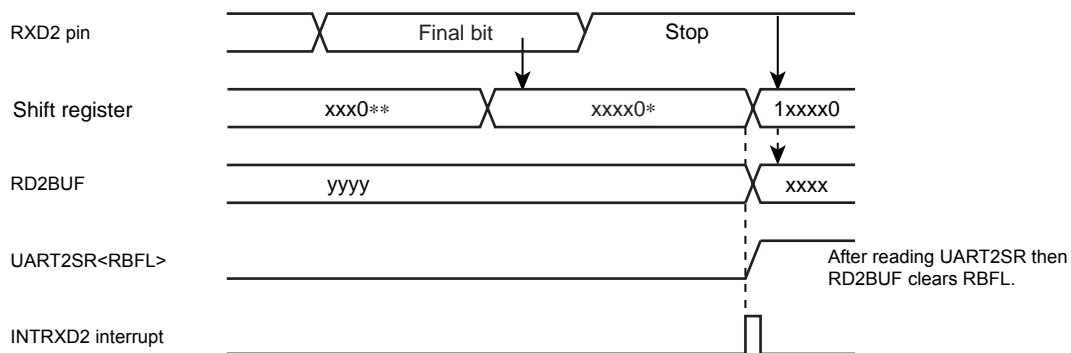 RXD2 pin
Final bit
Stop
Shift register
xxx0**
xxxx0*
1xxxx0
RD2BUF
yyyy
xxxx
UART2SR<RBFL>
After reading UART2SR then
RD2BUF clears RBFL.
INTRXD2 interrupt